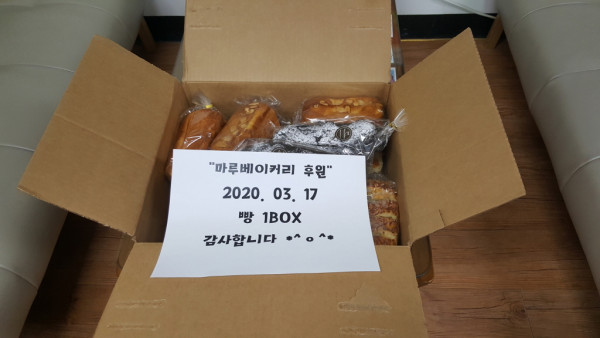 "마루베이커리 후원"
2020. 03. 17
빵 1BOX
감사합니다 *^ㅇ^*